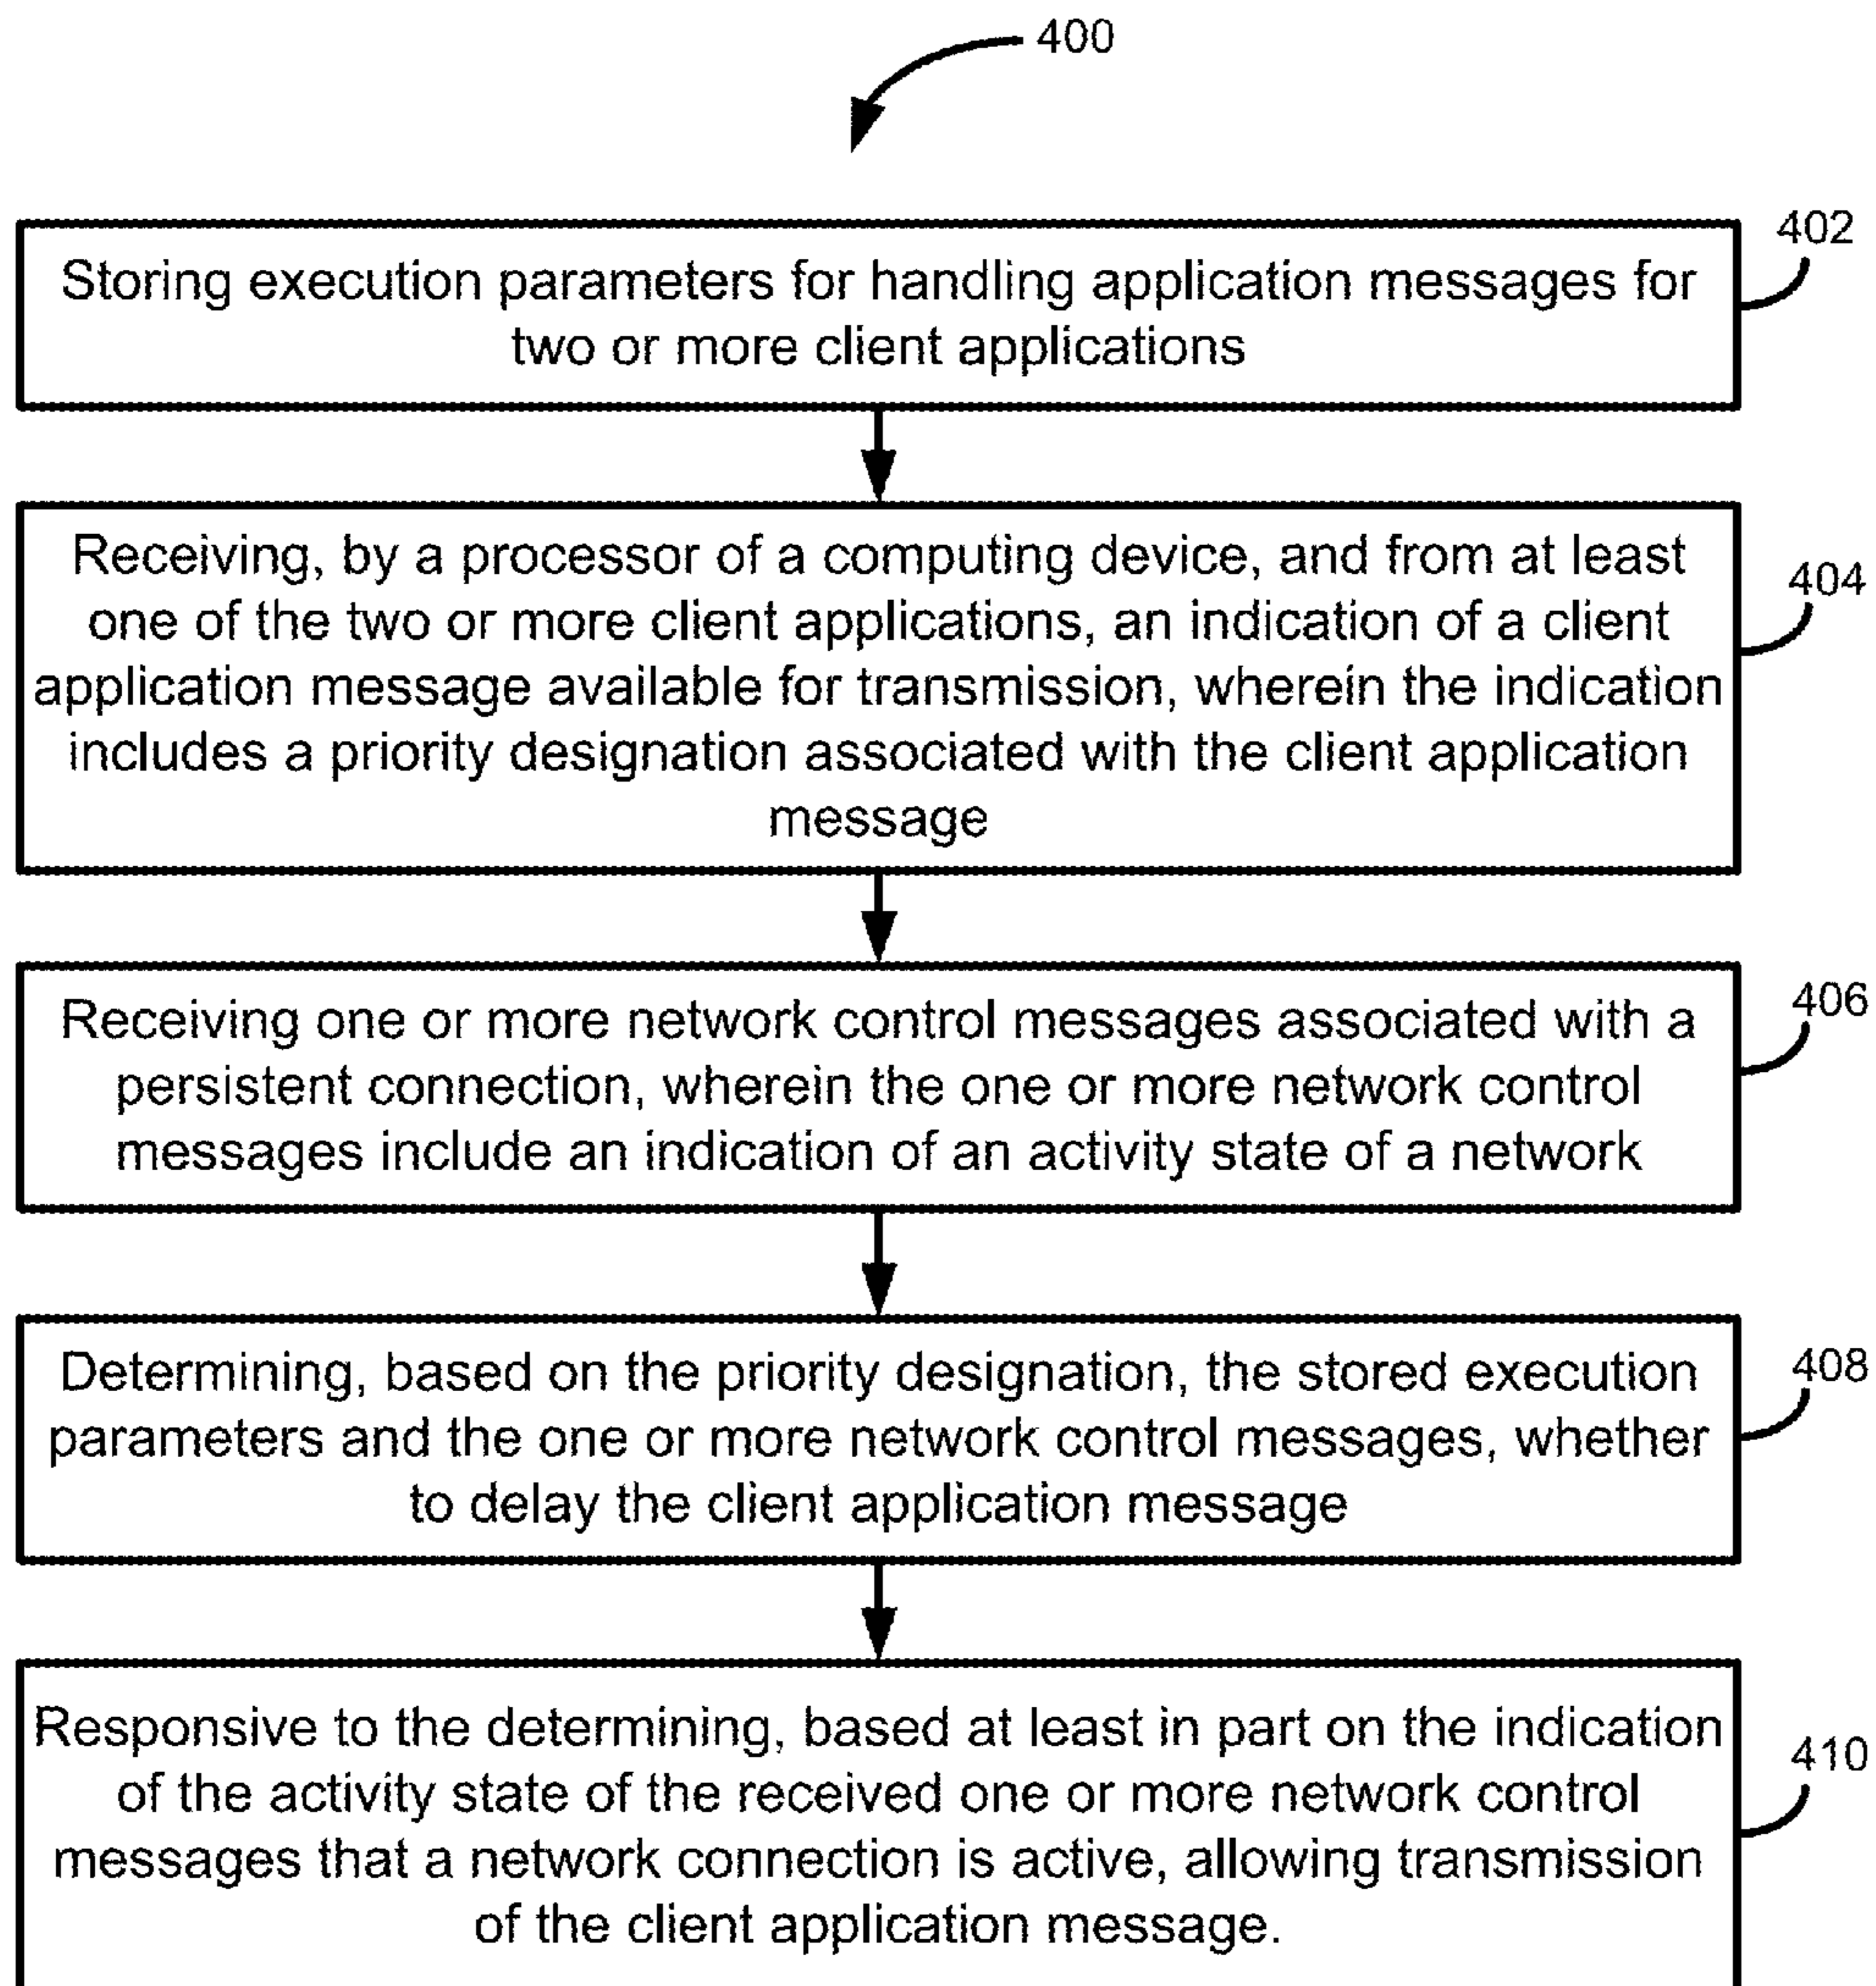 400
402
Storing execution parameters for handling application messages for
two or more client applications
404
Receiving, by a processor of a computing device, and from at least
one of the two or more client applications, an indication of a client
application message available for transmission, wherein the indication
includes a priority designation associated with the client application
message
406
Receiving one or more network control messages associated with a
persistent connection, wherein the one or more network control
messages include an indication of an activity state of a network
408
Determining, based on the priority designation, the stored execution
parameters and the one or more network control messages, whether
to delay the client application message
410
Responsive to the determining, based at least in part on the indication
of the activity state of the received one or more network control
messages that a network connection is active, allowing transmission
of the client application message.